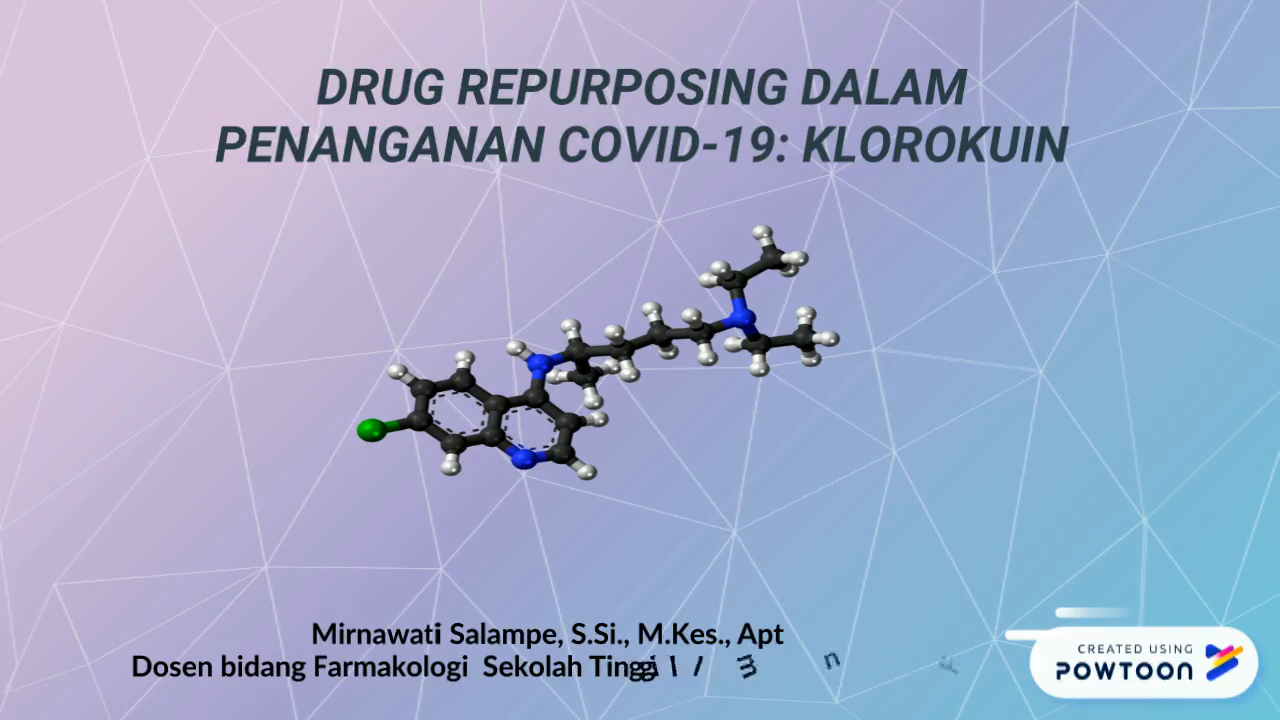 DRUG REPURPOSING DALAM
PENANGANAN COVID-19: KLOROKUIN
Mirnawati Salampe, S.Si., M.Kes., Apt
Dosen bidang Farmakologi Sekolah Tinggi
CREATED USING
POWTOON